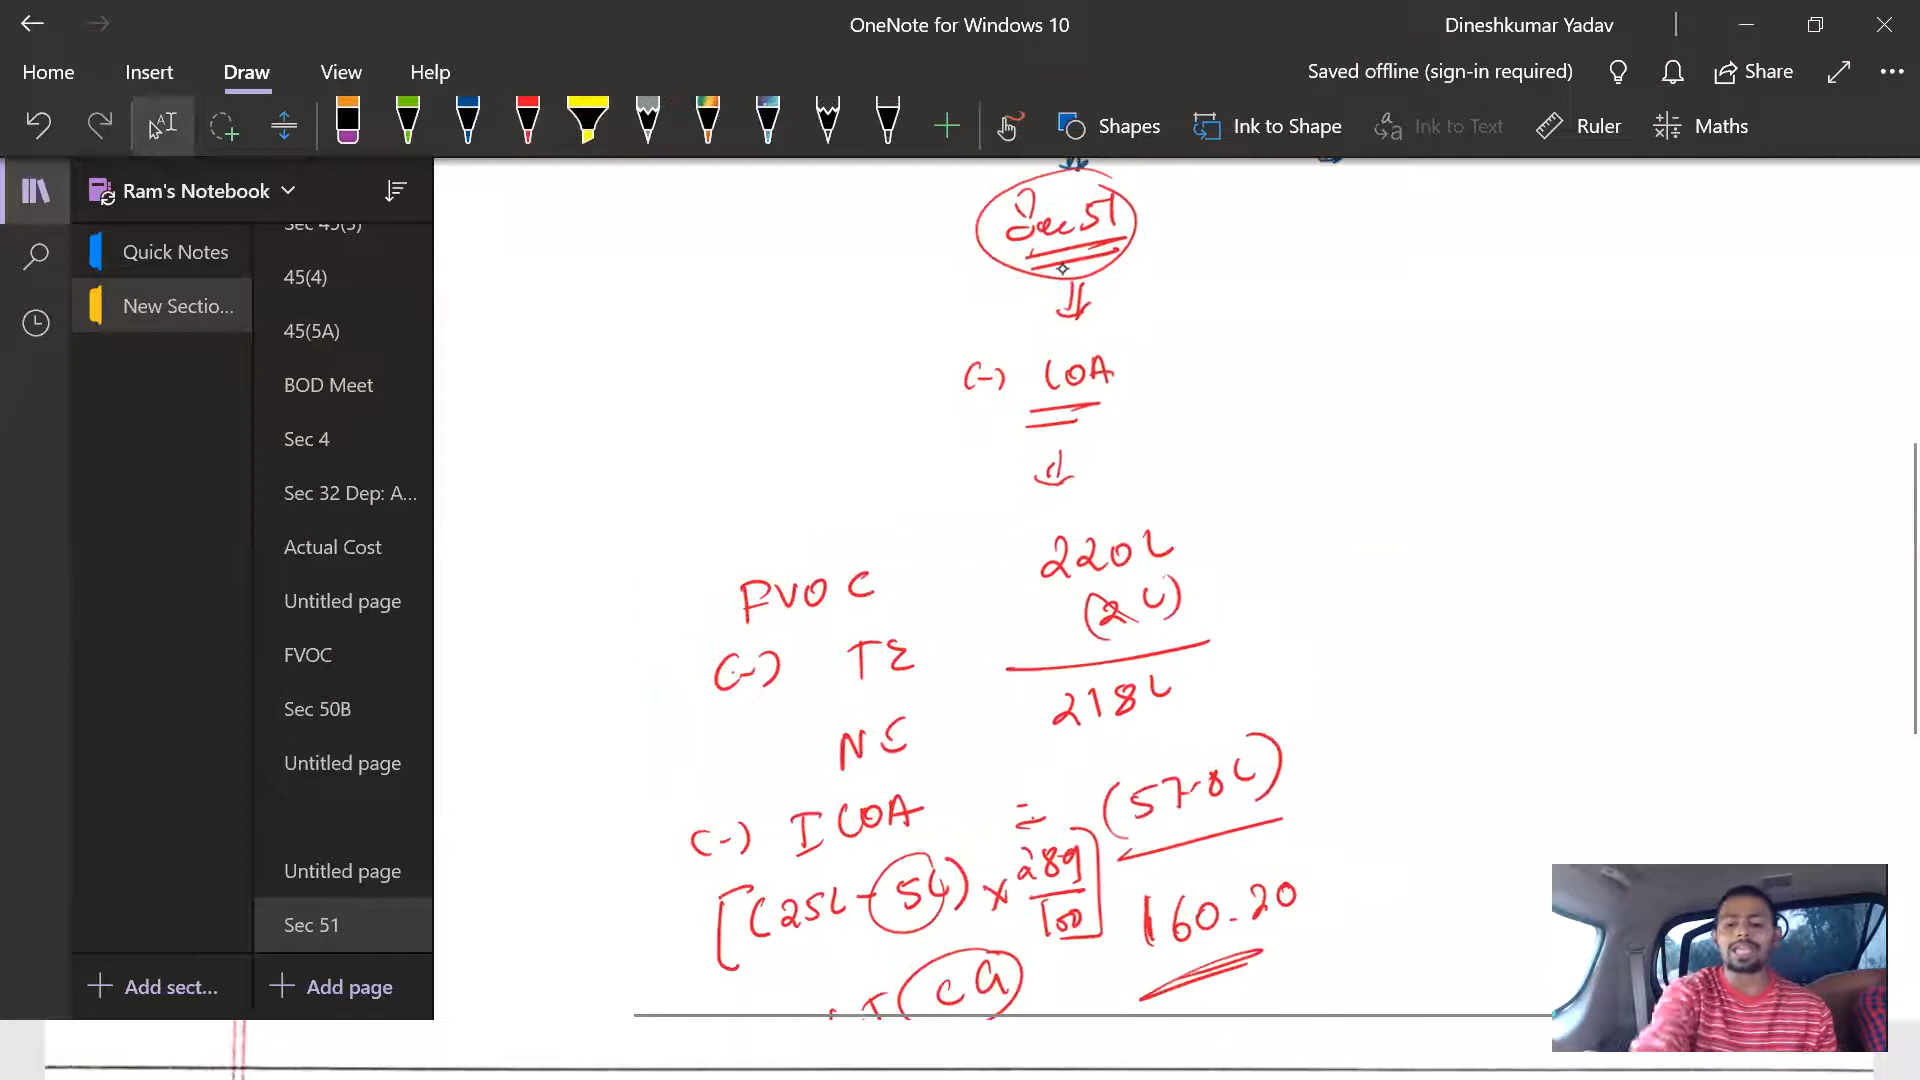 OneNote for Windows 10
Dineshkumar Yadav
Home Insert Draw View Help
Saved offline (sign-in required)
Share
Shapes
Ink to Shape
Ink to Text
Ruler
Maths
Ram's Notebook
Quick Notes
New Sectio...
Sec 45(3)
45(4)
45(5A)
BOD Meet
Sec 4
Sec 32 Dep: A...
Actual Cost
Untitled page
FVOC
Sec 50B
Untitled page
Untitled page
Sec 51
Add sect...
Add page
Sec 51
(-) COA
220L
FVOC (2L)
(-) TE
218L
NC
(-) ICOA = (57.8L)
[(25L-5L) x 289/100]
160.20
CG